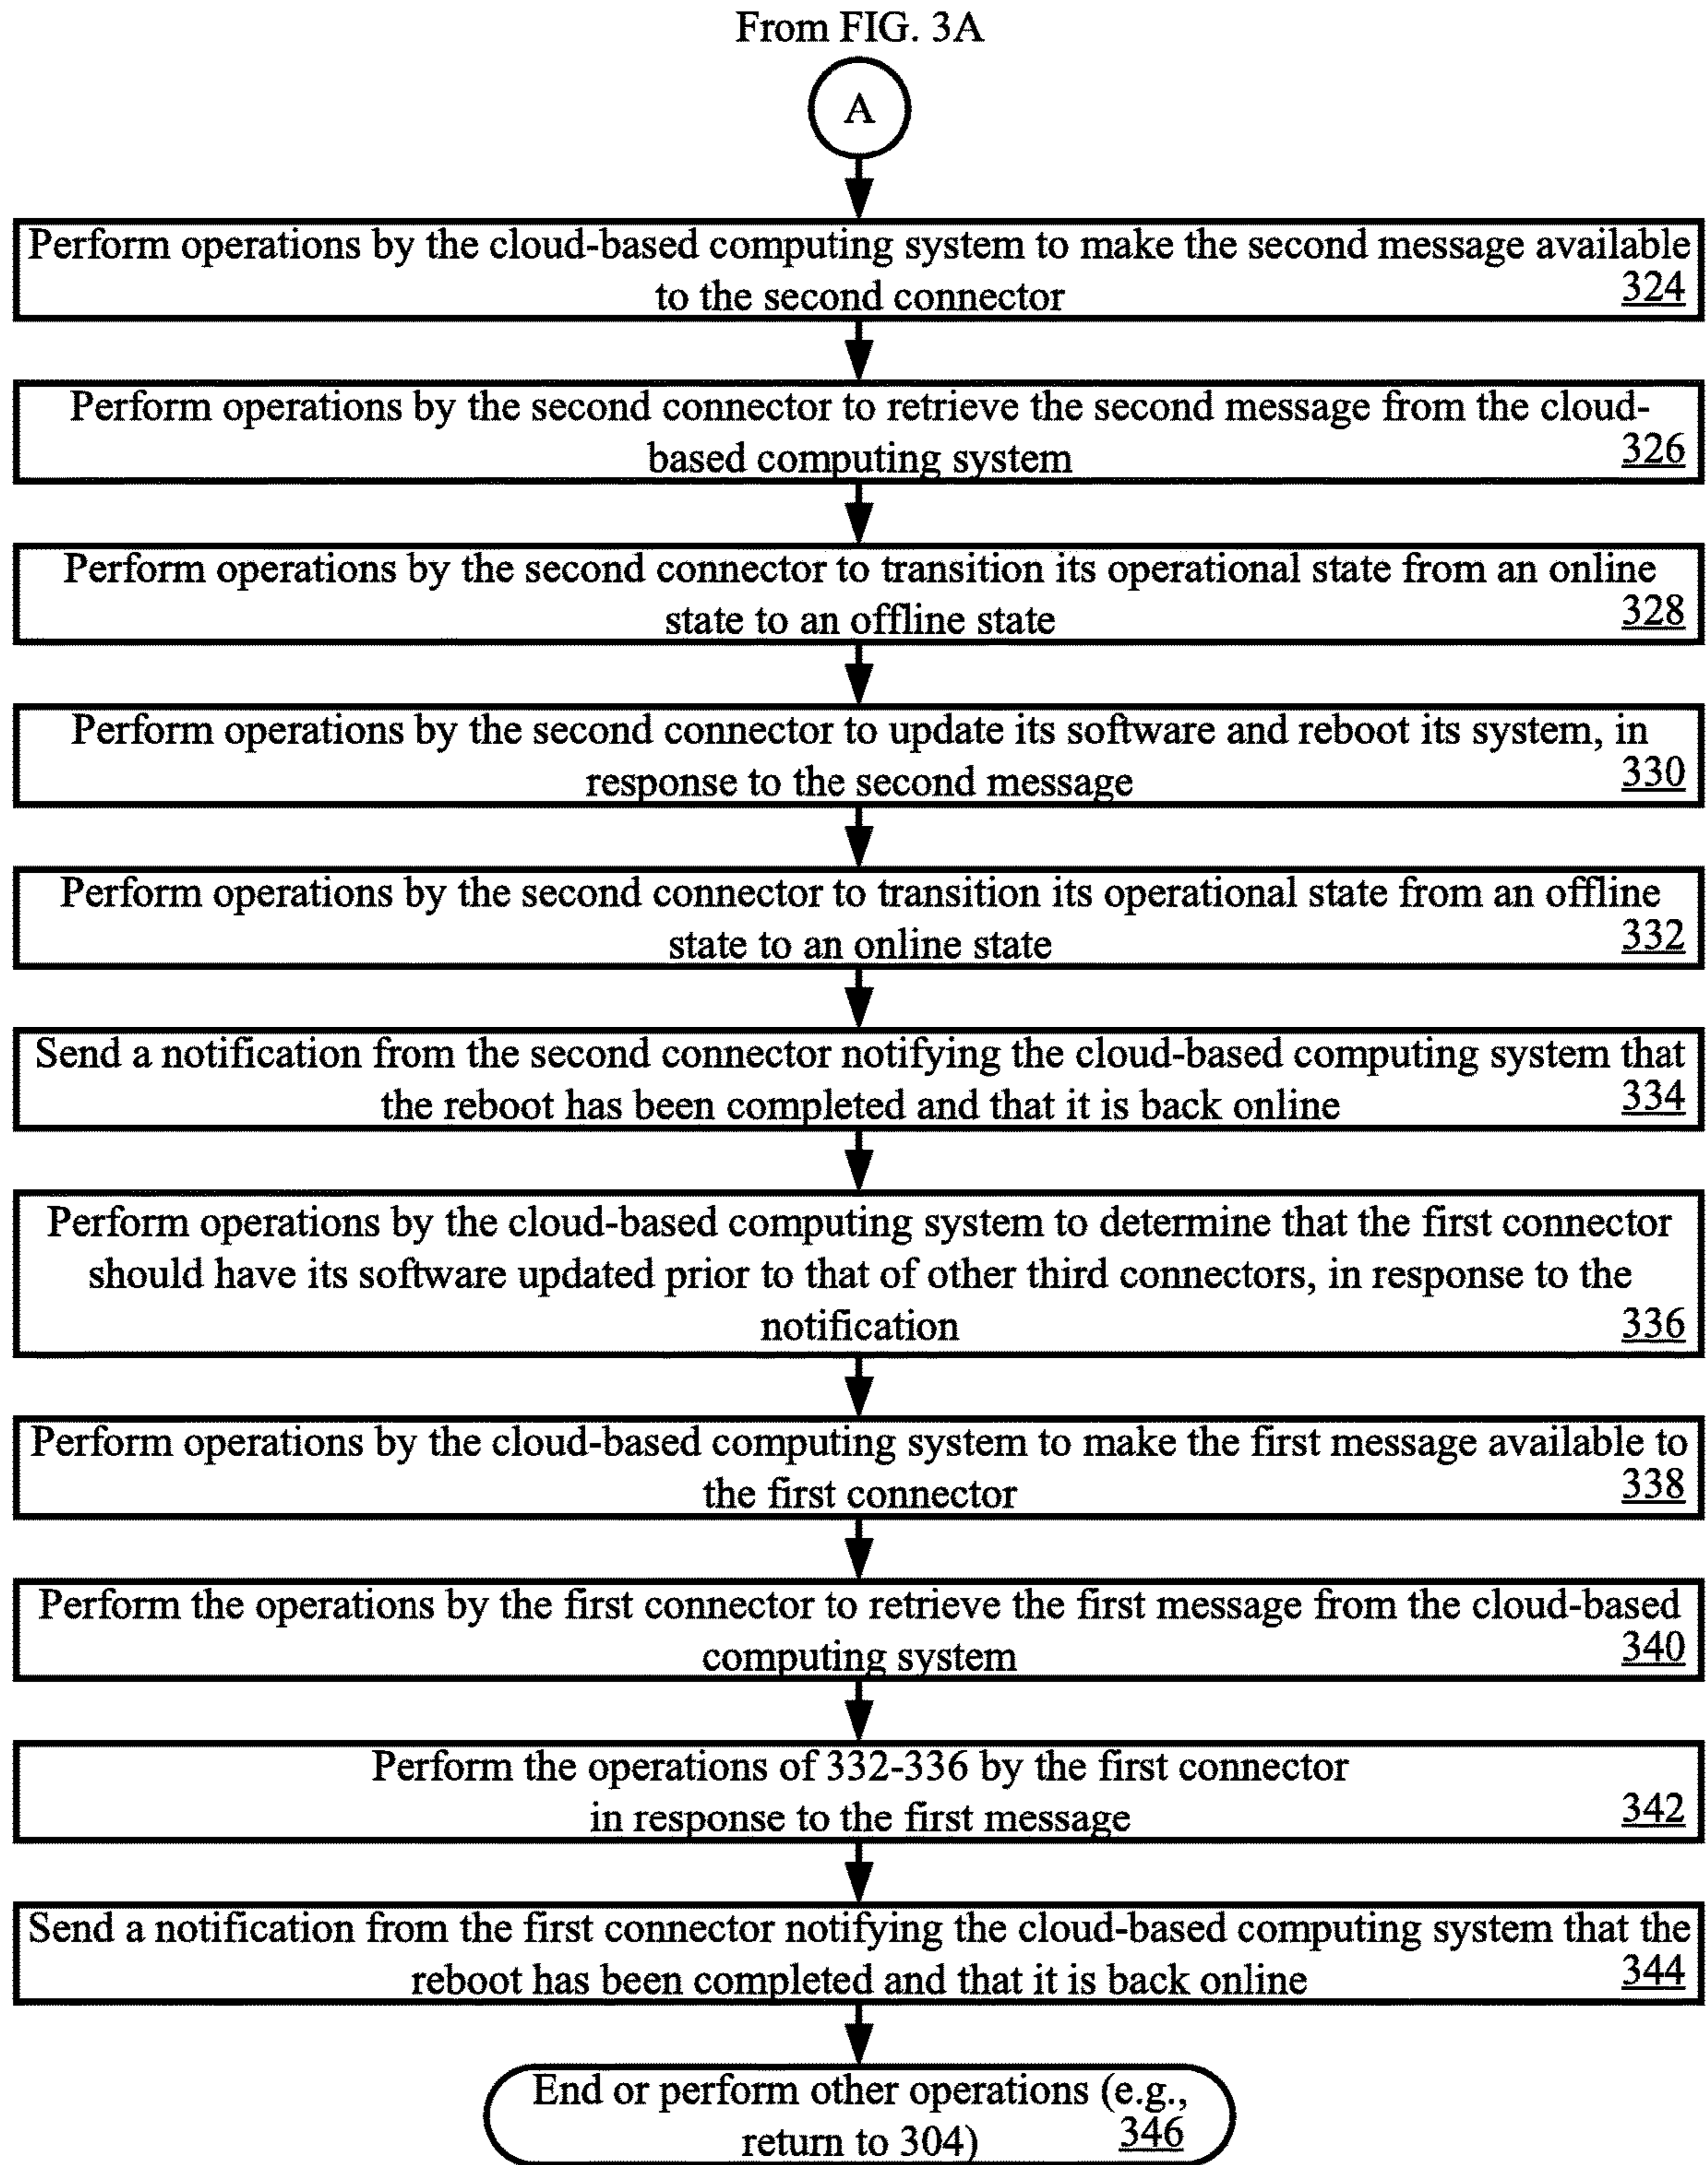 From FIG. 3A
A
Perform operations by the cloud-based computing system to make the second message available
to the second connector
324
Perform operations by the second connector to retrieve the second message from the cloud-
based computing system
326
Perform operations by the second connector to transition its operational state from an online
state to an offline state
328
Perform operations by the second connector to update its software and reboot its system, in
response to the second message
330
Perform operations by the second connector to transition its operational state from an offline
state to an online state
332
Send a notification from the second connector notifying the cloud-based computing system that
the reboot has been completed and that it is back online
334
Perform operations by the cloud-based computing system to determine that the first connector
should have its software updated prior to that of other third connectors, in response to the
notification
336
Perform operations by the cloud-based computing system to make the first message available to
the first connector
338
Perform the operations by the first connector to retrieve the first message from the cloud-based
computing system
340
Perform the operations of 332-336 by the first connector
in response to the first message
342
Send a notification from the first connector notifying the cloud-based computing system that the
reboot has been completed and that it is back online
344
End or perform other operations (e.g.,
return to 304)
346